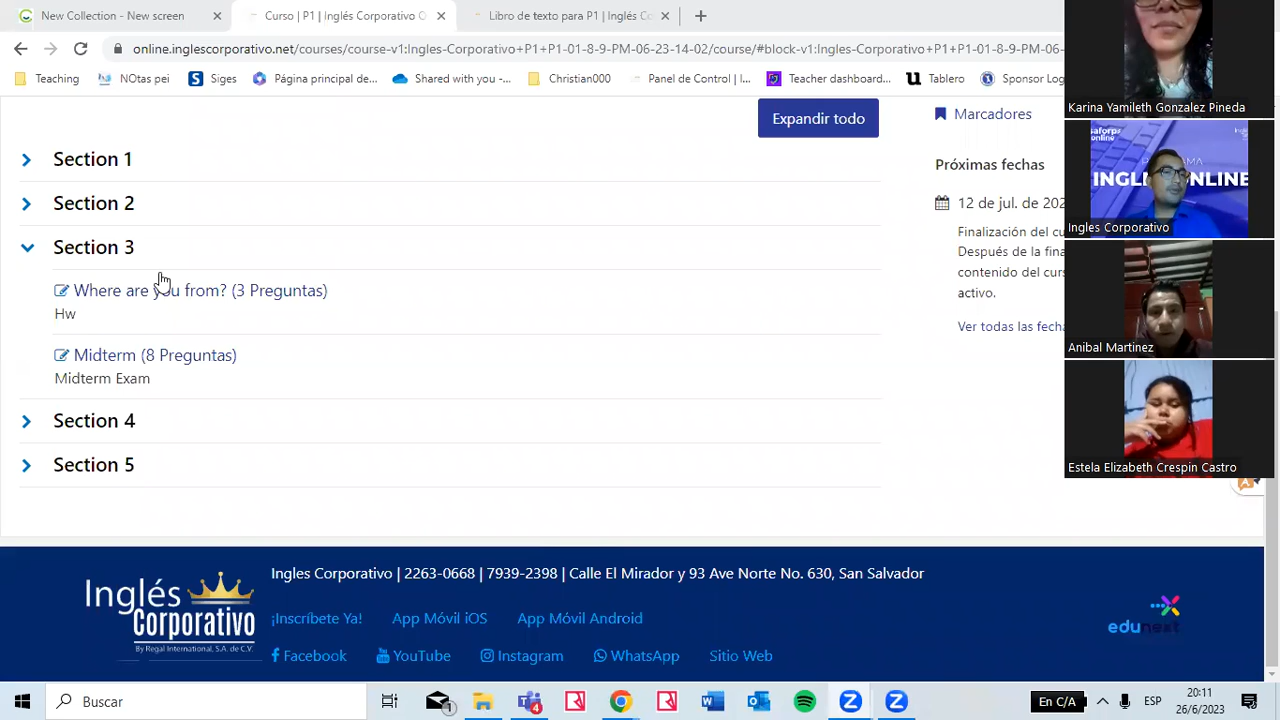 New Collection - New screen
Curso | P1 | Inglés Corporativo O
Libro de texto para P1 | Inglés C
online.inglescorporativo.net/courses/course-v1:Ingles-Corporativo+P1+P1-01-8-9-PM-06-23-14-02/course/#block-v1:Ingles-Corporativo+P1+P1-01-8-9-PM-06-
Teaching
NOtas pei
Siges
Página principal de...
Shared with you -...
Christian000
Panel de Control | I...
Teacher dashboard...
Tablero
Sponsor Log
Expandir todo
Section 1
Section 2
Section 3
Where are you from? (3 Preguntas)
Hw
Midterm (8 Preguntas)
Midterm Exam
Section 4
Section 5
Marcadores
Próximas fechas
12 de jul. de 202
Finalización del cu
Después de la fina
contenido del curs
activo.
Ver todas las fecha
Karina Yamileth Gonzalez Pineda
saforp
online
INGL ONLINE
Ingles Corporativo
Anibal Martinez
Estela Elizabeth Crespin Castro
Inglés
Corporativo
By Regal International, S.A. de C.V.
Ingles Corporativo | 2263-0668 | 7939-2398 | Calle El Mirador y 93 Ave Norte No. 630, San Salvador
¡Inscríbete Ya!
App Móvil iOS
App Móvil Android
Facebook
YouTube
Instagram
WhatsApp
Sitio Web
edunext
Buscar
1
4
En C/A
ESP
20:11
26/6/2023